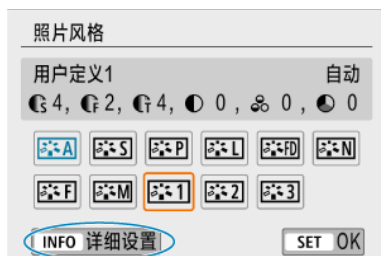 照片风格
用户定义1 自动
S 4, F 2, T 4, 0, 0, 0
A S P L FD N
F M 1 2 3
INFO 详细设置 SET OK